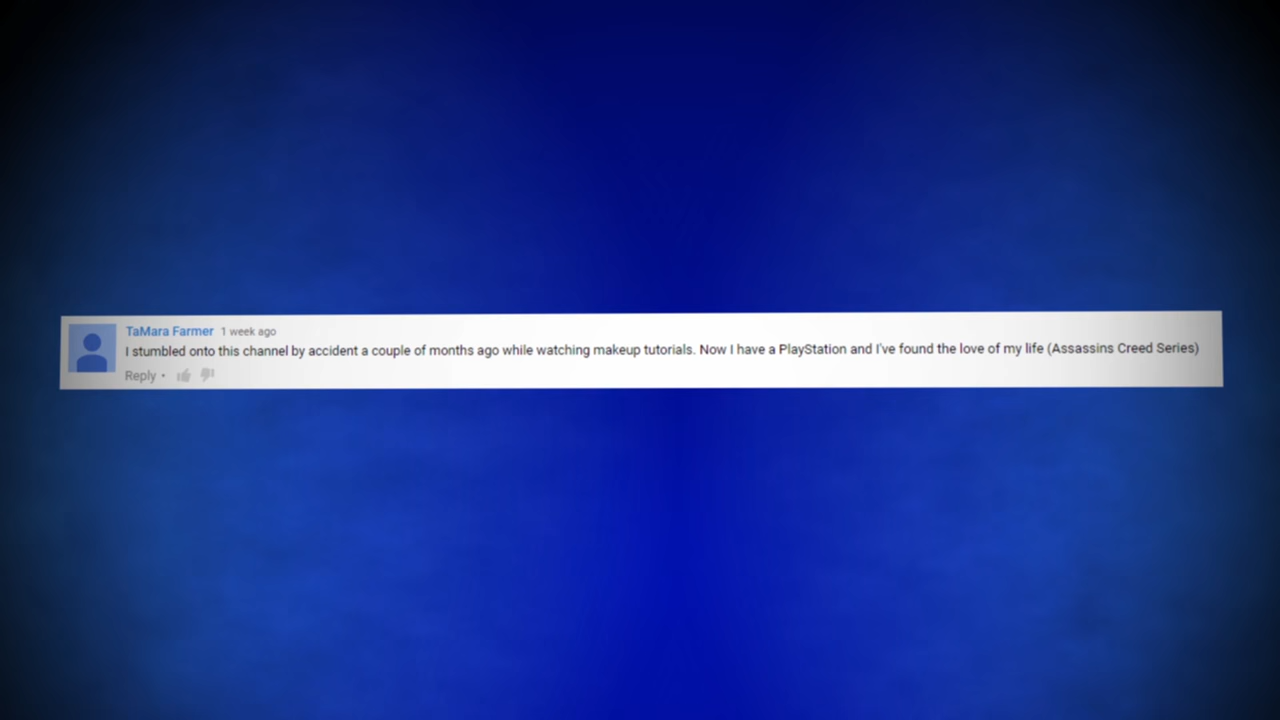 TaMara Farmer 1 week ago
I stumbled onto this channel by accident a couple of months ago while watching makeup tutorials. Now I have a PlayStation and I've found the love of my life (Assassins Creed Series)
Reply •